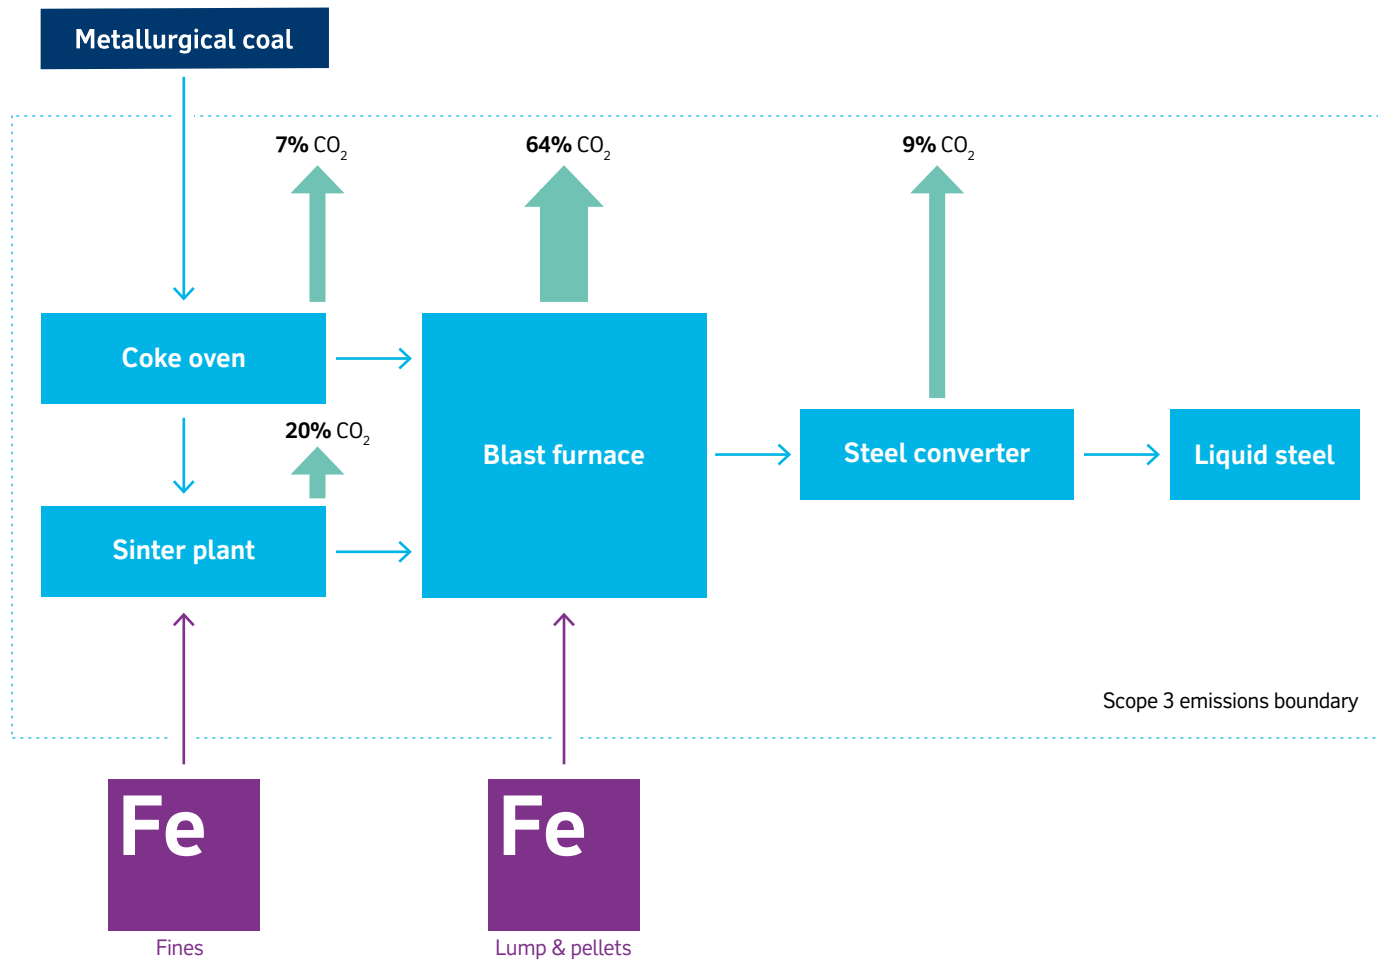 Metallurgical coal
7% CO₂
64% CO₂
9% CO₂
Coke oven
20% CO₂
Blast furnace
Steel converter
Liquid steel
Sinter plant
Scope 3 emissions boundary
Fe
Fe
Fines
Lump & pellets